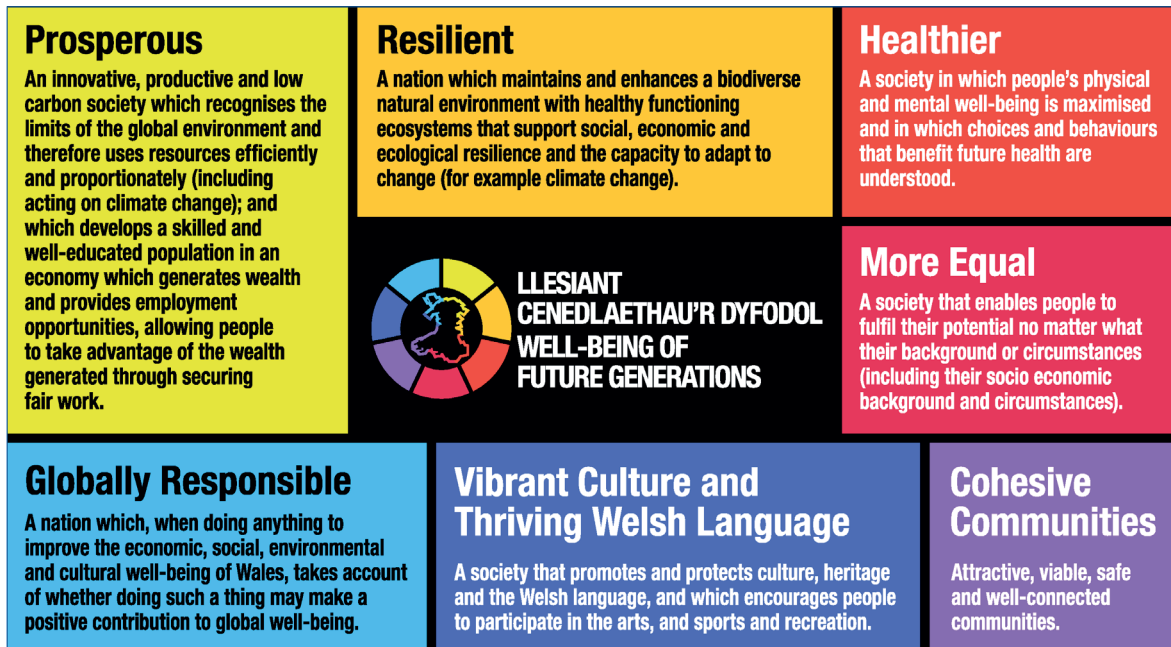 Prosperous
An innovative, productive and low
carbon society which recognises the
limits of the global environment and
therefore uses resources efficiently
and proportionately (including
acting on climate change); and
which develops a skilled and
well-educated population in an
economy which generates wealth
and provides employment
opportunities, allowing people
to take advantage of the wealth
generated through securing
fair work.
Resilient
A nation which maintains and enhances a biodiverse
natural environment with healthy functioning
ecosystems that support social, economic and
ecological resilience and the capacity to adapt to
change (for example climate change).
Healthier
A society in which people’s physical
and mental well-being is maximised
and in which choices and behaviours
that benefit future health are
understood.
LLESIANT
CENEDLAETHAU’R DYFODOL
WELL-BEING OF
FUTURE GENERATIONS
More Equal
A society that enables people to
fulfil their potential no matter what
their background or circumstances
(including their socio economic
background and circumstances).
Globally Responsible
A nation which, when doing anything to
improve the economic, social, environmental
and cultural well-being of Wales, takes account
of whether doing such a thing may make a
positive contribution to global well-being.
Vibrant Culture and
Thriving Welsh Language
A society that promotes and protects culture, heritage
and the Welsh language, and which encourages people
to participate in the arts, and sports and recreation.
Cohesive
Communities
Attractive, viable, safe
and well-connected
communities.